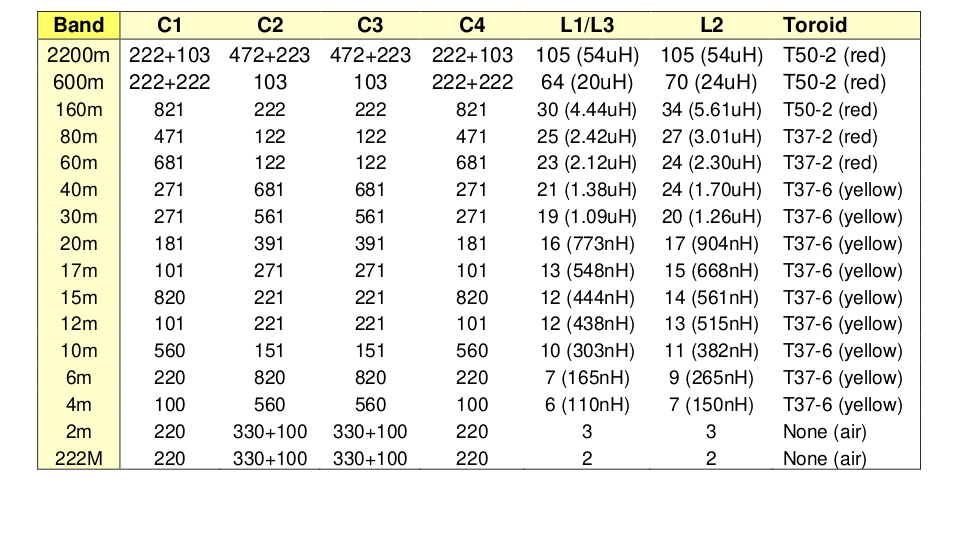 Band C1 C2 C3 C4 L1/L3 L2 Toroid
2200m 222+103 472+223 472+223 222+103 105 (54uH) 105 (54uH) T50-2 (red)
600m 222+222 103 103 222+222 64 (20uH) 70 (24uH) T50-2 (red)
160m 821 222 222 821 30 (4.44uH) 34 (5.61uH) T50-2 (red)
80m 471 122 122 471 25 (2.42uH) 27 (3.01uH) T37-2 (red)
60m 681 122 122 681 23 (2.12uH) 24 (2.30uH) T37-2 (red)
40m 271 681 681 271 21 (1.38uH) 24 (1.70uH) T37-6 (yellow)
30m 271 561 561 271 19 (1.09uH) 20 (1.26uH) T37-6 (yellow)
20m 181 391 391 181 16 (773nH) 17 (904nH) T37-6 (yellow)
17m 101 271 271 101 13 (548nH) 15 (668nH) T37-6 (yellow)
15m 820 221 221 820 12 (444nH) 14 (561nH) T37-6 (yellow)
12m 101 221 221 101 12 (438nH) 13 (515nH) T37-6 (yellow)
10m 560 151 151 560 10 (303nH) 11 (382nH) T37-6 (yellow)
6m 220 820 820 220 7 (165nH) 9 (265nH) T37-6 (yellow)
4m 100 560 560 100 6 (110nH) 7 (150nH) T37-6 (yellow)
2m 220 330+100 330+100 220 3 3 None (air)
222M 220 330+100 330+100 220 2 2 None (air)